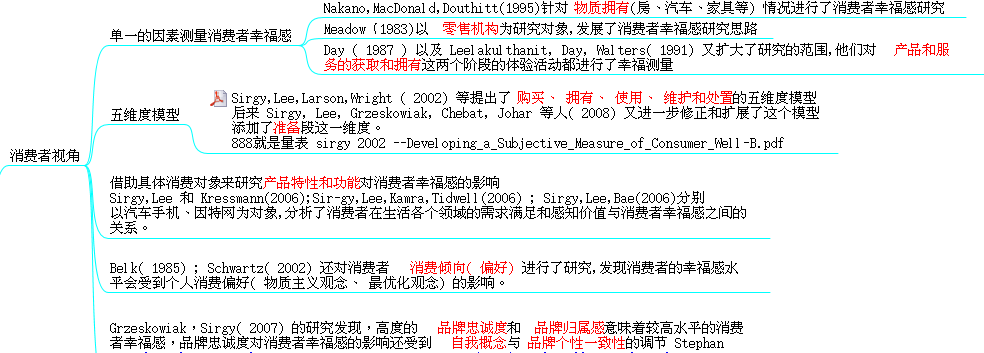 Nakano,MacDonald,Douthitt(1995)针对 物质拥有(房、汽车、家具等) 情况进行了消费者幸福感研究
单一的因素测量消费者幸福感
Meadow (1983)以 零售机构为研究对象,发展了消费者幸福感研究思路
Day ( 1987 ) 以及 Leelakulthanit, Day, Walters( 1991) 又扩大了研究的范围,他们对 产品和服
务的获取和拥有这两个阶段的体验活动都进行了幸福测量
五维度模型
Sirgy,Lee,Larson,Wright ( 2002) 等提出了 购买、 拥有、 使用、 维护和处置的五维度模型
后来 Sirgy, Lee, Grzeskowiak, Chebat, Johar 等人( 2008) 又进一步修正和扩展了这个模型
添加了准备段这一维度。
888就是量表 sirgy 2002 --Developing_a_Subjective_Measure_of_Consumer_Well-B.pdf
消费者视角
借助具体消费对象来研究产品特性和功能对消费者幸福感的影响
Sirgy,Lee 和 Kressmann(2006);Sir-gy,Lee,Kamra,Tidwell(2006) ; Sirgy,Lee,Bae(2006)分别
以汽车手机、因特网为对象,分析了消费者在生活各个领域的需求满足和感知价值与消费者幸福感之间的
关系。
Belk( 1985) ; Schwartz( 2002) 还对消费者 消费倾向( 偏好) 进行了研究,发现消费者的幸福感水
平会受到个人消费偏好( 物质主义观念、 最优化观念) 的影响。
Grzeskowiak,Sirgy( 2007) 的研究发现,高度的 品牌忠诚度和 品牌归属感意味着较高水平的消费
者幸福感,品牌忠诚度对消费者幸福感的影响还受到 自我概念与 品牌个性一致性的调节 Stephan